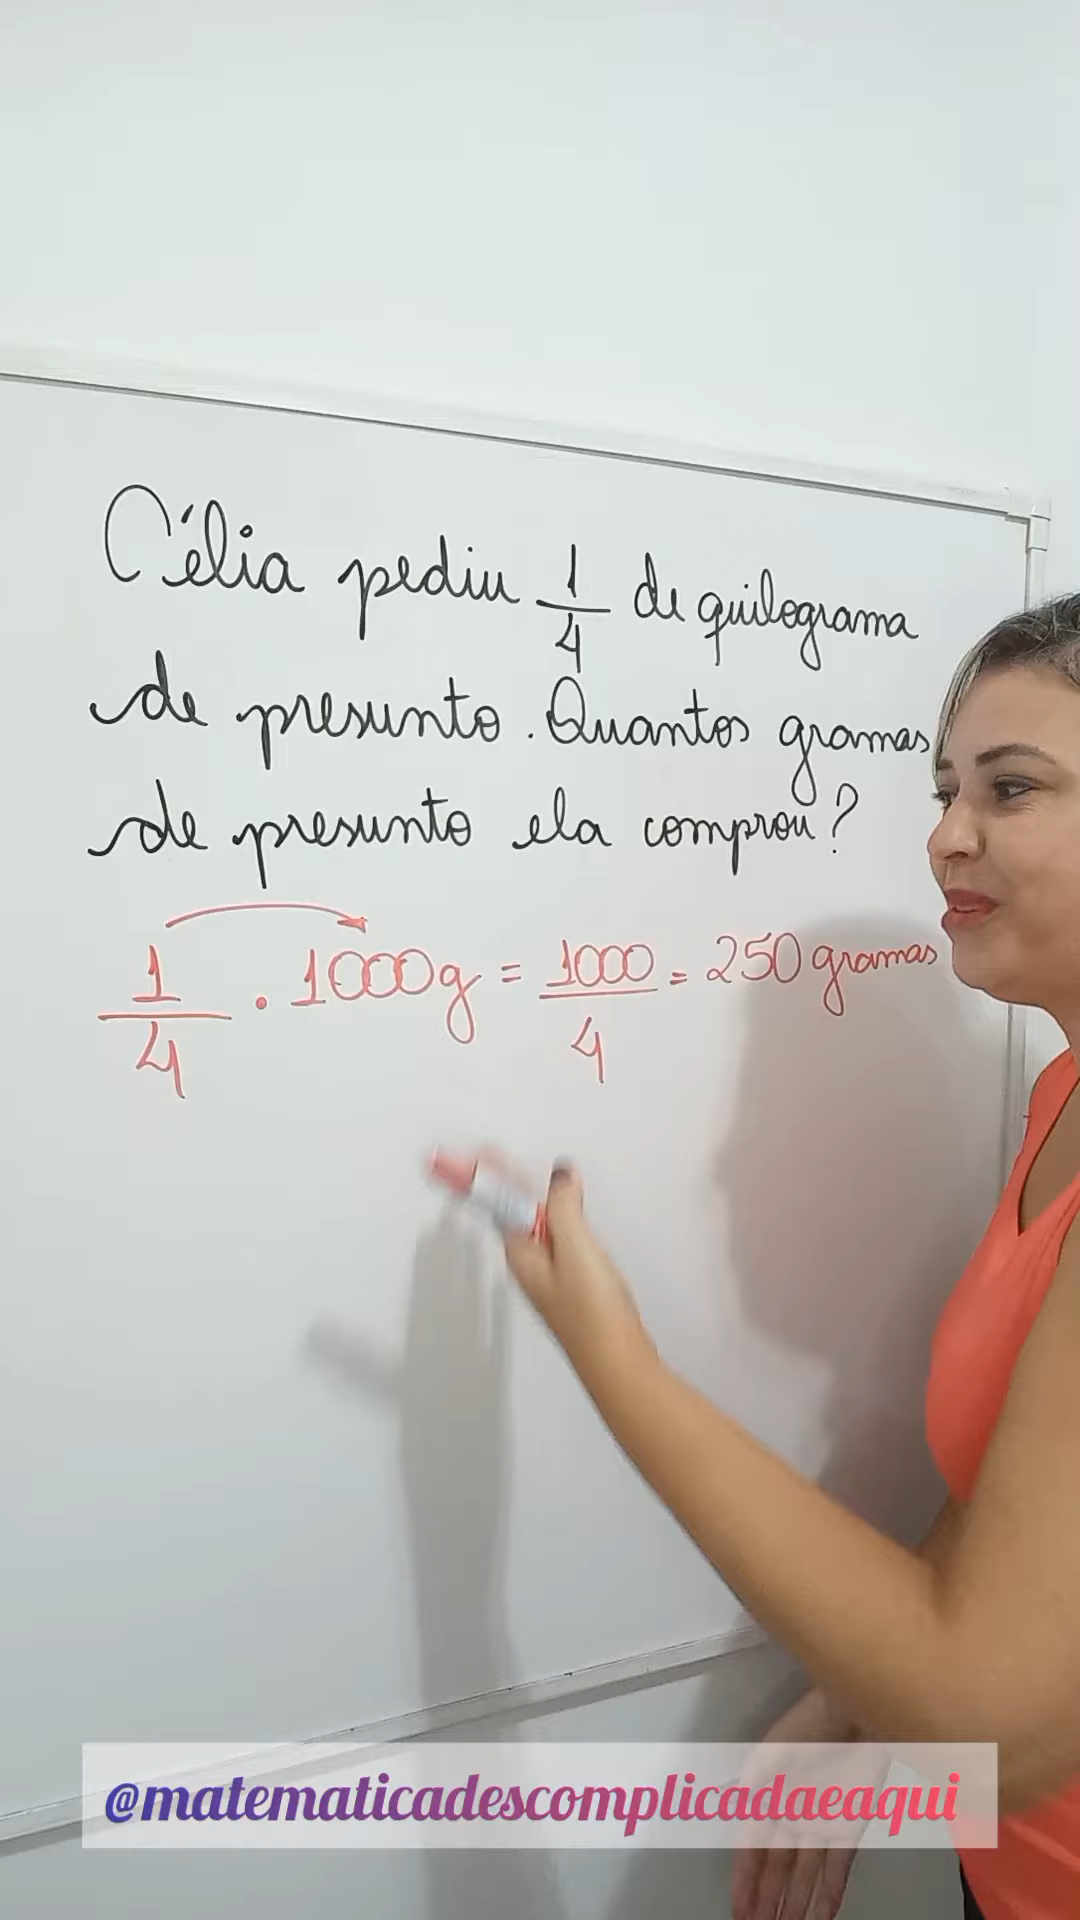 Célia pediu 1/4 de quilograma
de presunto. Quantos gramas
de presunto ela comprou?
1/4 . 1000g = 1000/4 = 250 gramas
@matematicadescomplicadaeaqui